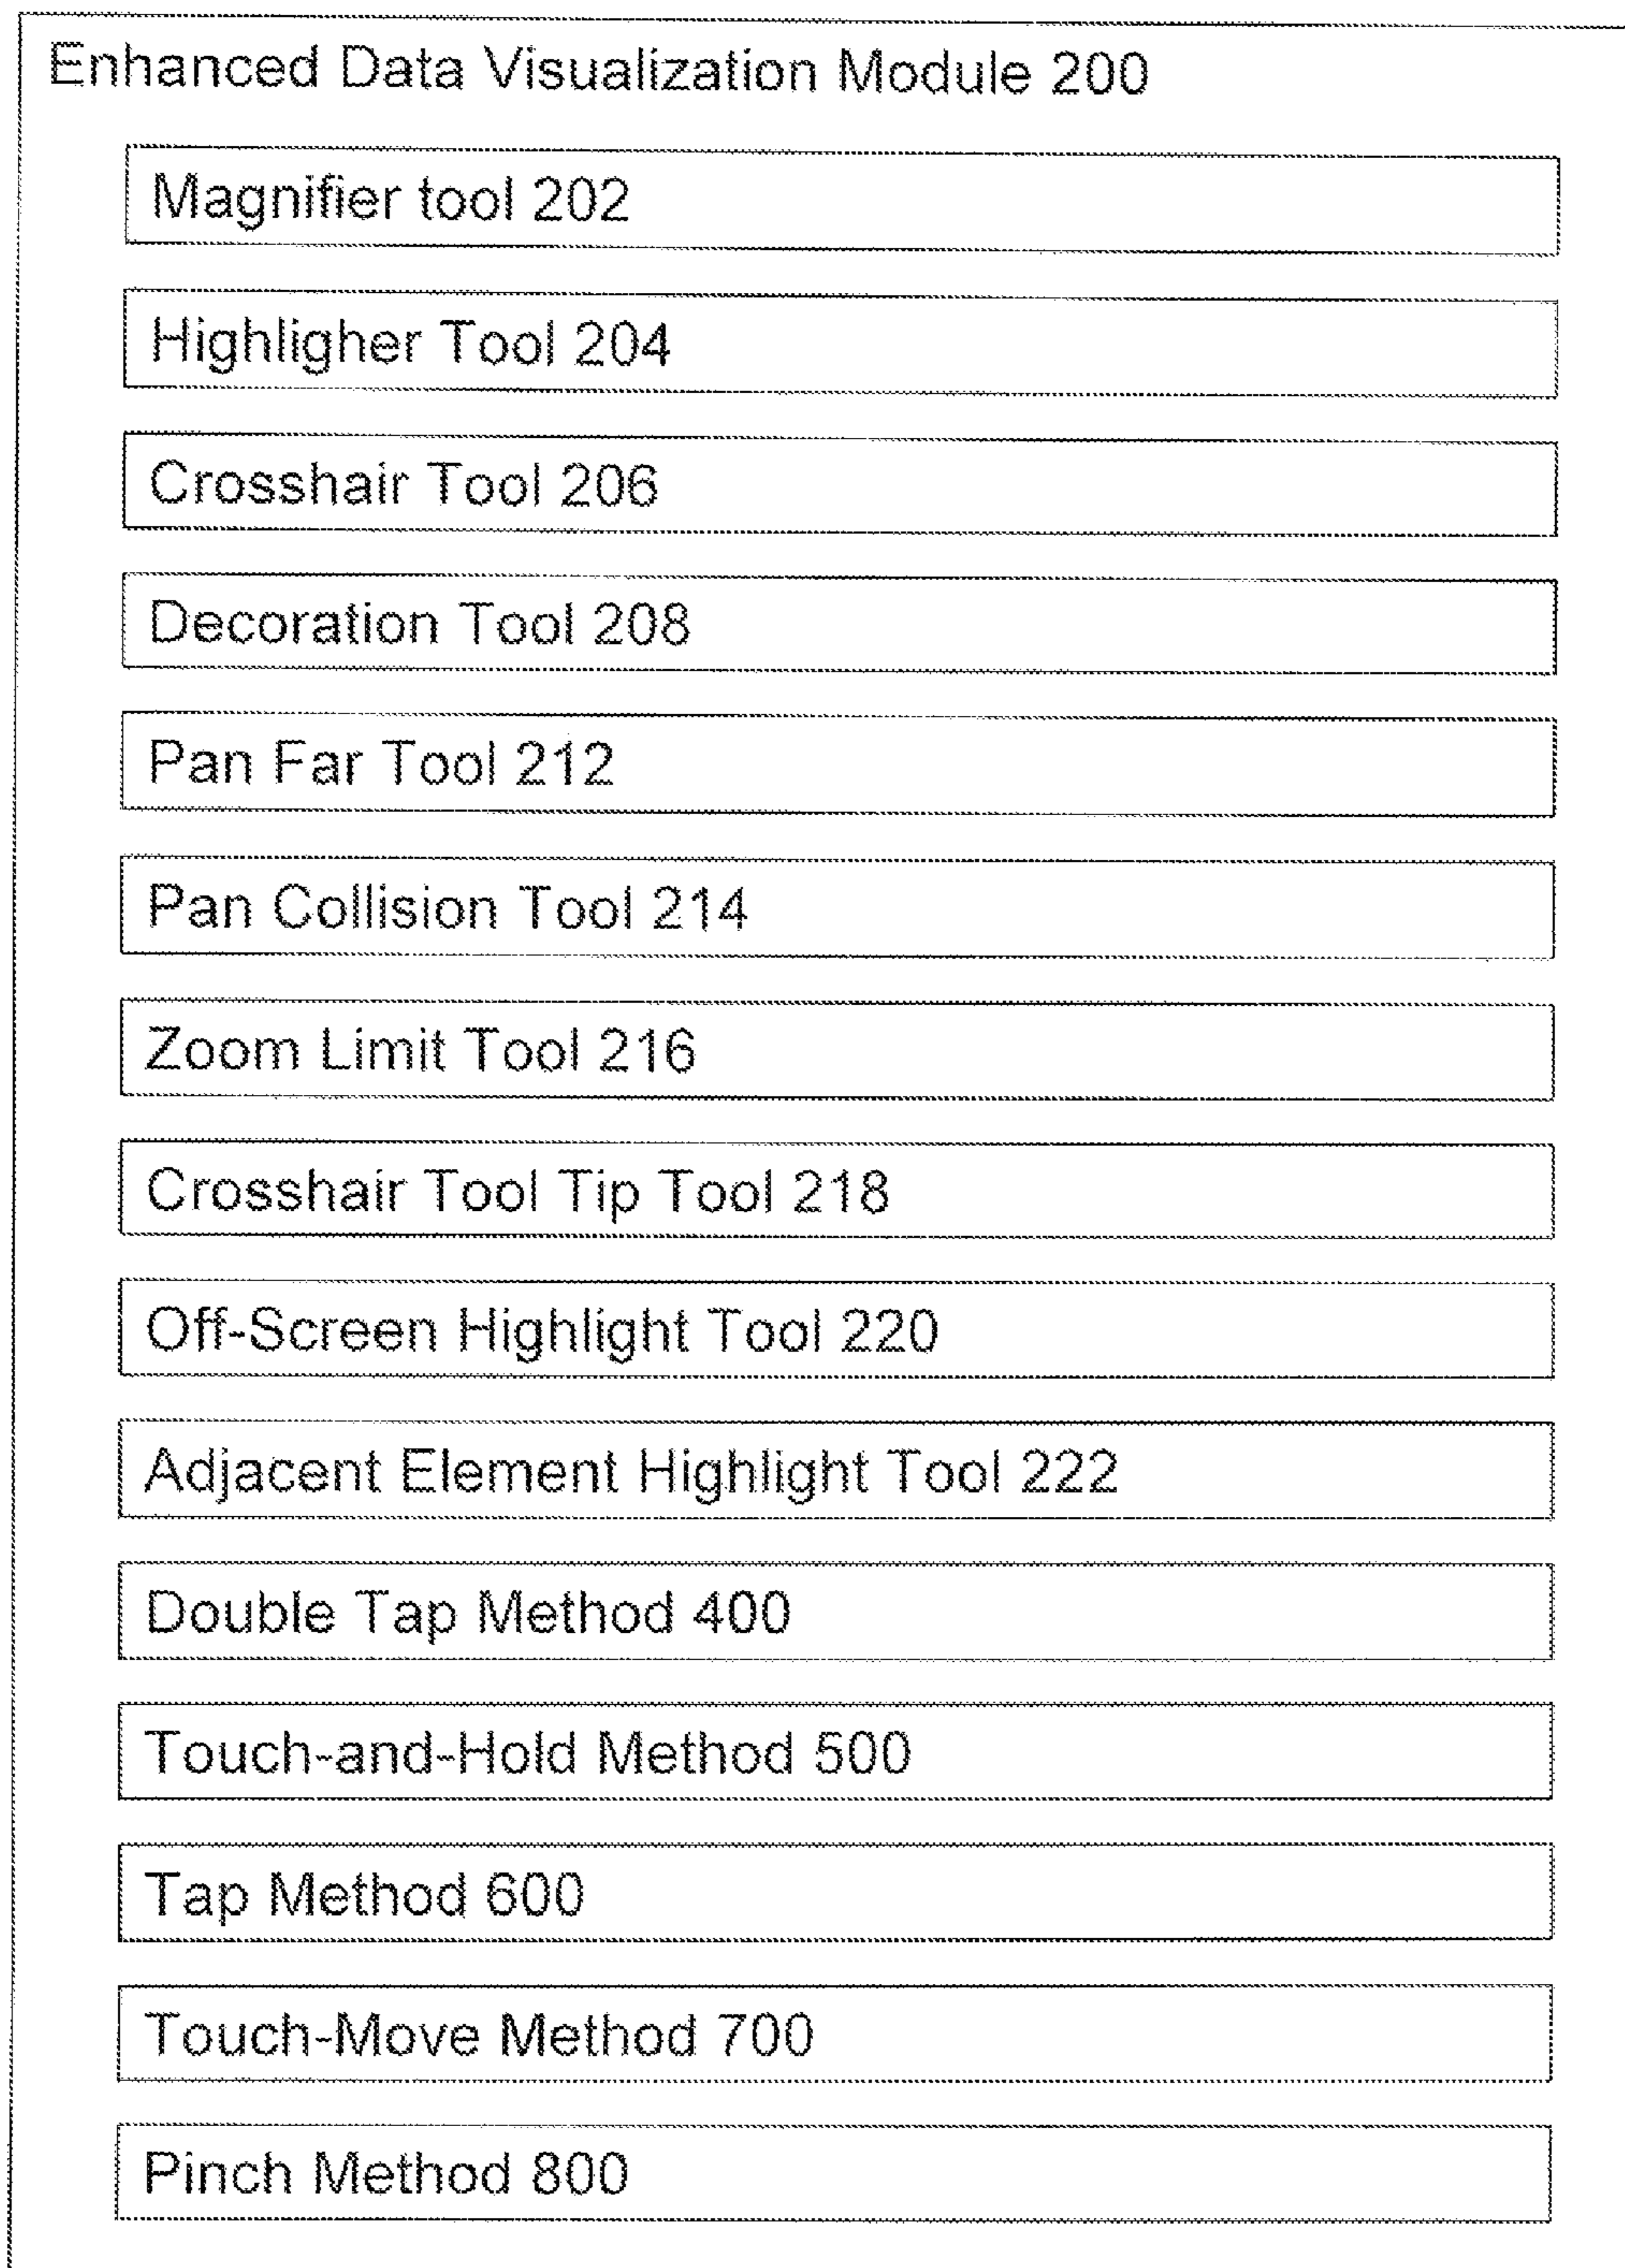 Enhanced Data Visualization Module 200
Magnifier tool 202
Highligher Tool 204
Crosshair Tool 206
Decoration Tool 208
Pan Far Tool 212
Pan Collision Tool 214
Zoom Limit Tool 216
Crosshair Tool Tip Tool 218
Off-Screen Highlight Tool 220
Adjacent Element Highlight Tool 222
Double Tap Method 400
Touch-and-Hold Method 500
Tap Method 600
Touch-Move Method 700
Pinch Method 800